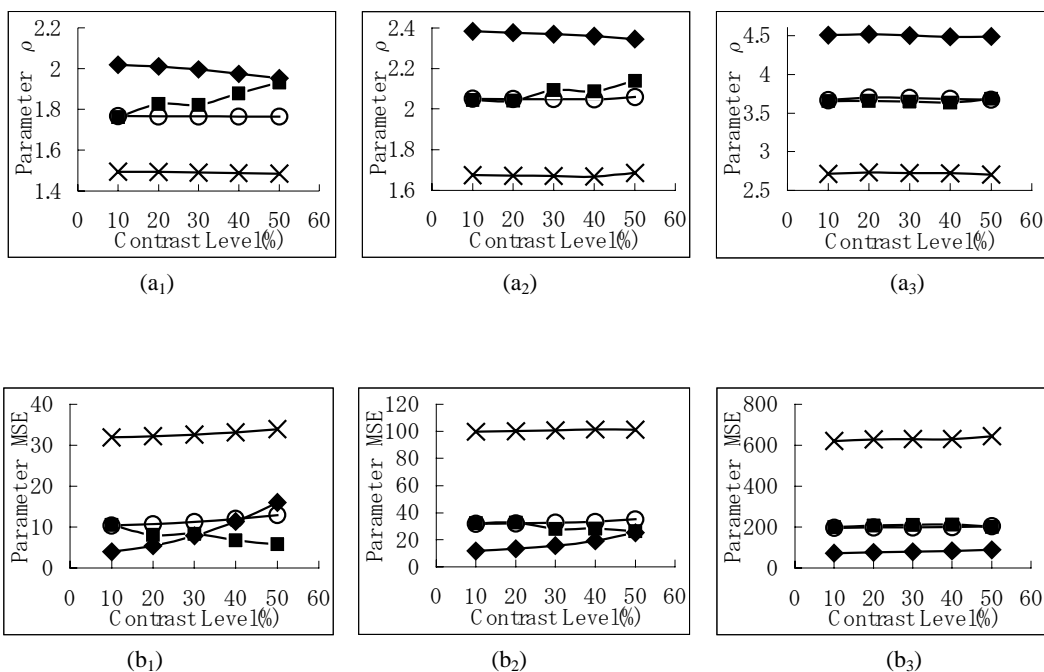 2.2
2
1.8
1.6
1.4
Parameter ρ
0 10 20 30 40 50 60
Contrast Level(%)
(a1)
2.4
2.2
2
1.8
1.6
Parameter ρ
0 10 20 30 40 50 60
Contrast Level(%)
(a2)
4.5
4
3.5
3
2.5
Parameter ρ
0 10 20 30 40 50 60
Contrast Level(%)
(a3)
40
30
20
10
0
Parameter MSE
0 10 20 30 40 50 60
Contrast Level(%)
(b1)
120
100
80
60
40
20
0
Parameter MSE
0 10 20 30 40 50 60
Contrast Level(%)
(b2)
800
600
400
200
0
Parameter MSE
0 10 20 30 40 50 60
Contrast Level(%)
(b3)